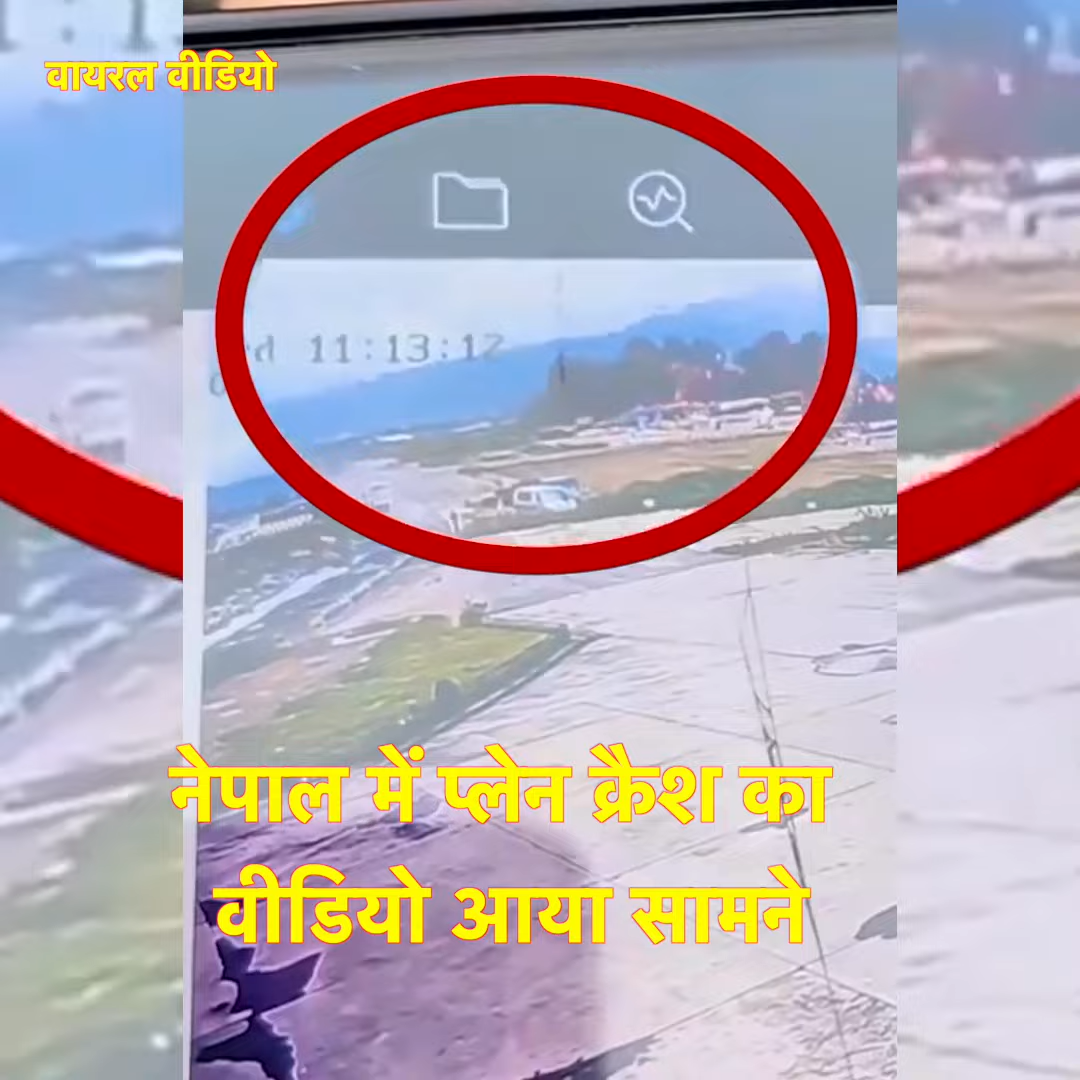 वायरल वीडियो
11:13:12
नेपाल में प्लेन क्रैश का
वीडियो आया सामने